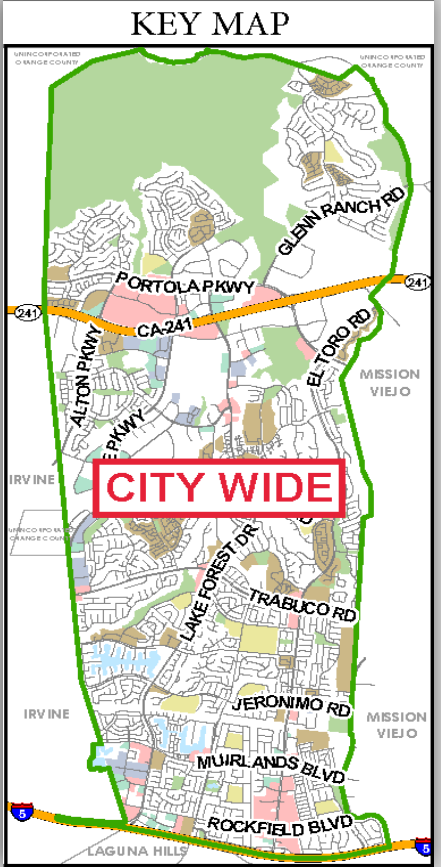 KEY MAP
UNINCORPORATED
ORANGE COUNTY
UNINCORPORATED
ORANGE COUNTY
GLENN RANCH RD
PORTOLA PKWY
241
241
CA-241
EL TORO RD
ALTON PKWY
MISSION
VIEJO
E PKWY
IRVINE
CITY WIDE
UNINCORPORATED
ORANGE COUNTY
LAKE FOREST DR
TRABUCO RD
JERONIMO RD
IRVINE
MISSION
VIEJO
MUIRLANDS BLVD
5
ROCKFIELD BLVD
5
LAGUNA HILLS